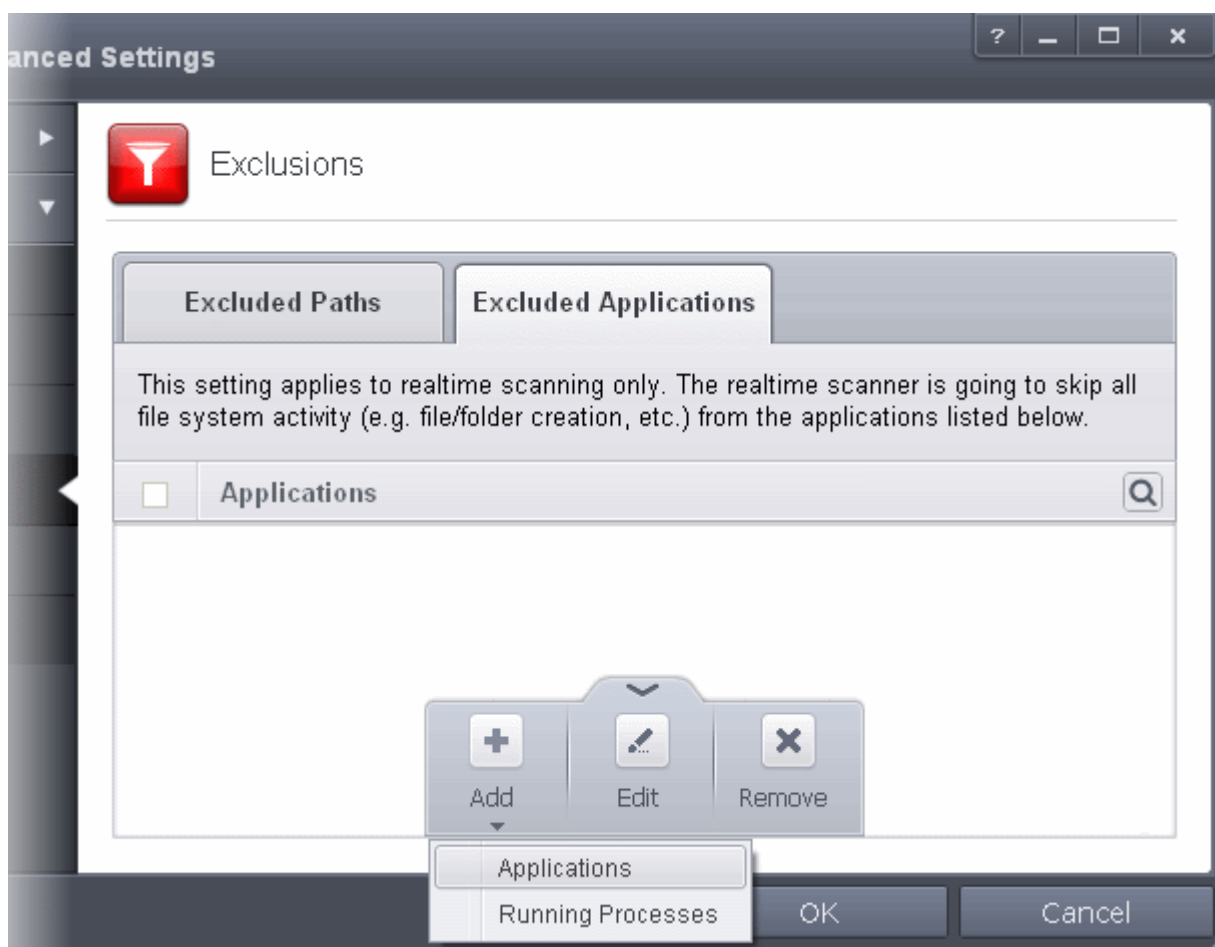 anced Settings
?
Exclusions
Excluded Paths
Excluded Applications
This setting applies to realtime scanning only. The realtime scanner is going to skip all
file system activity (e.g. file/folder creation, etc.) from the applications listed below.
Applications
Add
Edit
Remove
Applications
Running Processes
OK
Cancel